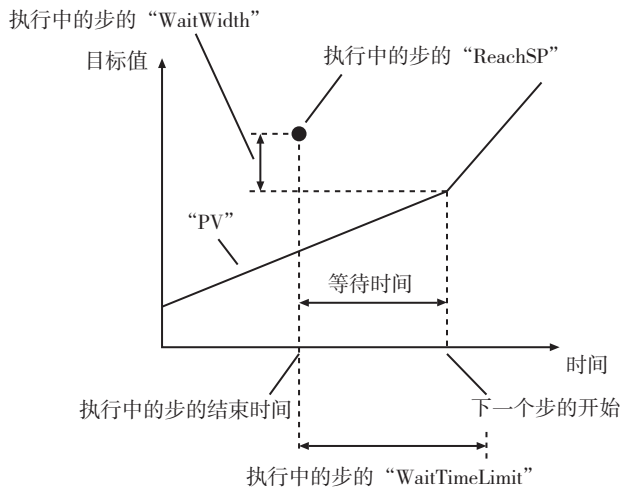 执行中的步的“WaitWidth”
目标值
执行中的步的“ReachSP”
“PV”
等待时间
时间
执行中的步的结束时间
下一个步的开始
执行中的步的“WaitTimeLimit”